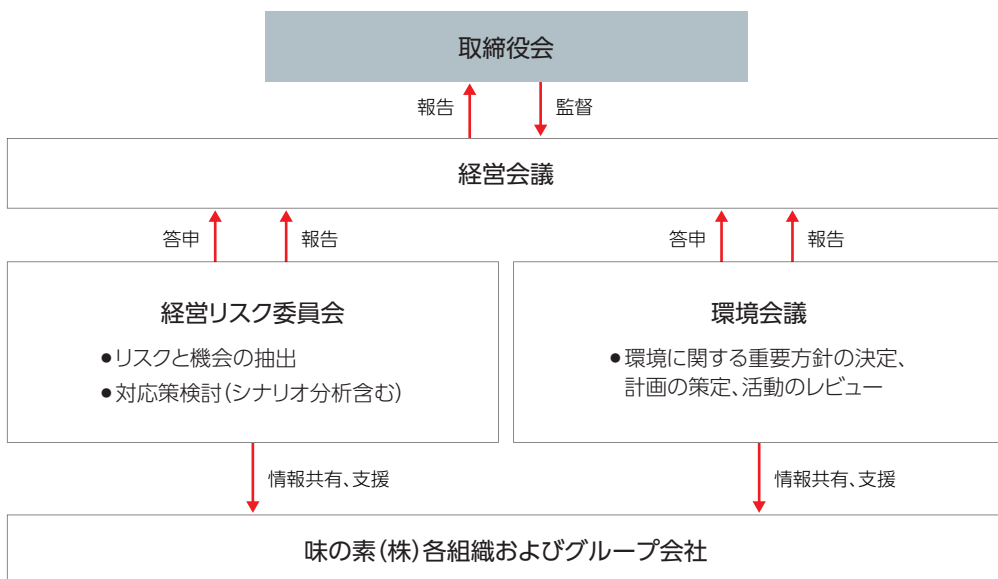 取締役会
報告
監督
経営会議
答申
報告
答申
報告
経営リスク委員会
●リスクと機会の抽出
●対応策検討（シナリオ分析含む）
環境会議
●環境に関する重要方針の決定、
計画の策定、活動のレビュー
情報共有、支援
情報共有、支援
味の素（株）各組織およびグループ会社